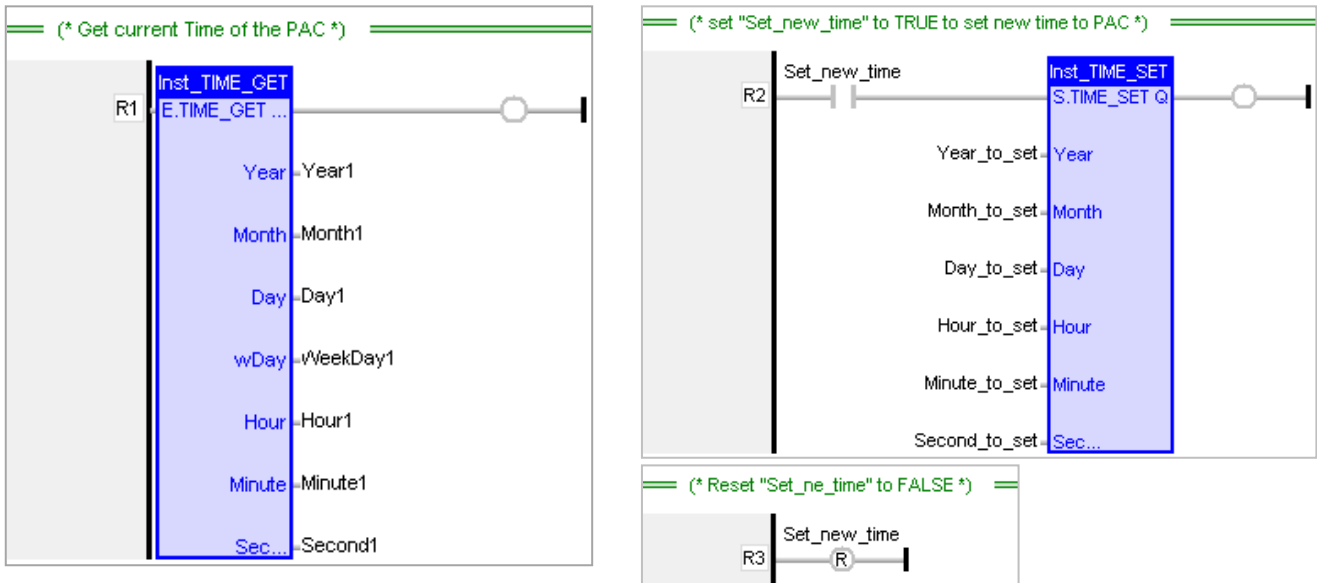 (* Get current Time of the PAC *)
Inst_TIME_GET
R1
E.TIME_GET ...
Year Year1
Month Month1
Day Day1
wDay WeekDay1
Hour Hour1
Minute Minute1
Sec... Second1
(* set "Set_new_time" to TRUE to set new time to PAC *)
Set_new_time Inst_TIME_SET
R2 S.TIME_SET Q
Year_to_set Year
Month_to_set Month
Day_to_set Day
Hour_to_set Hour
Minute_to_set Minute
Second_to_set Sec...
(* Reset "Set_ne_time" to FALSE *)
Set_new_time
R3 R